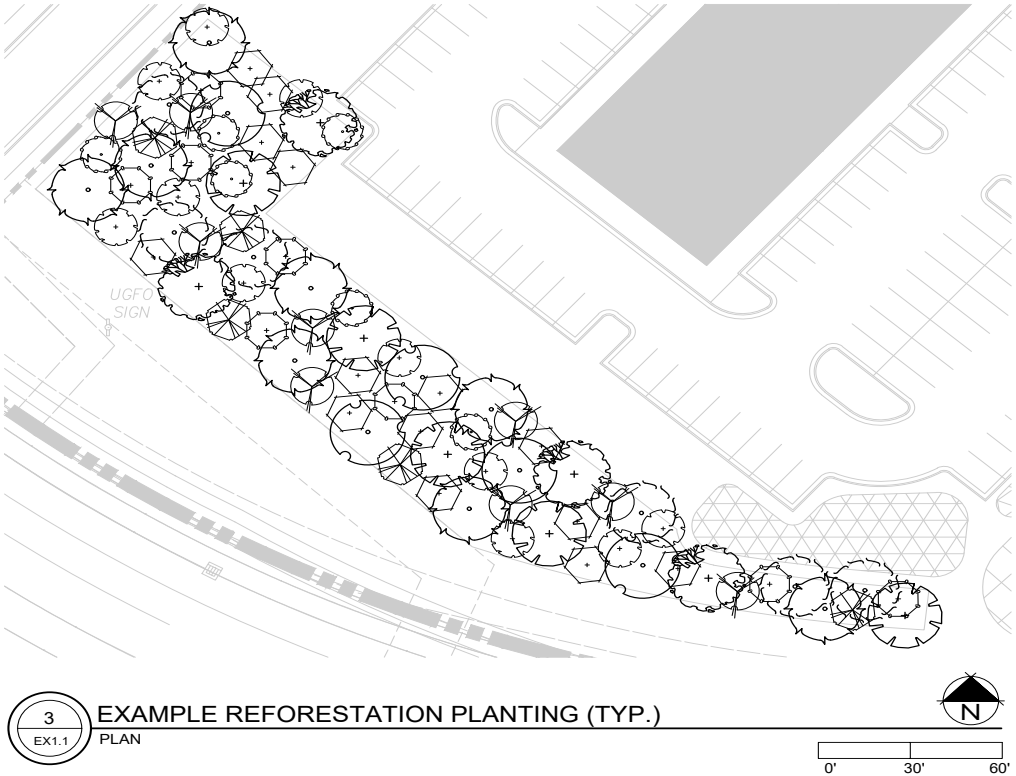 UGFO
SIGN
3
EX1.1
EXAMPLE REFORESTATION PLANTING (TYP.)
PLAN
N
0' 30' 60'